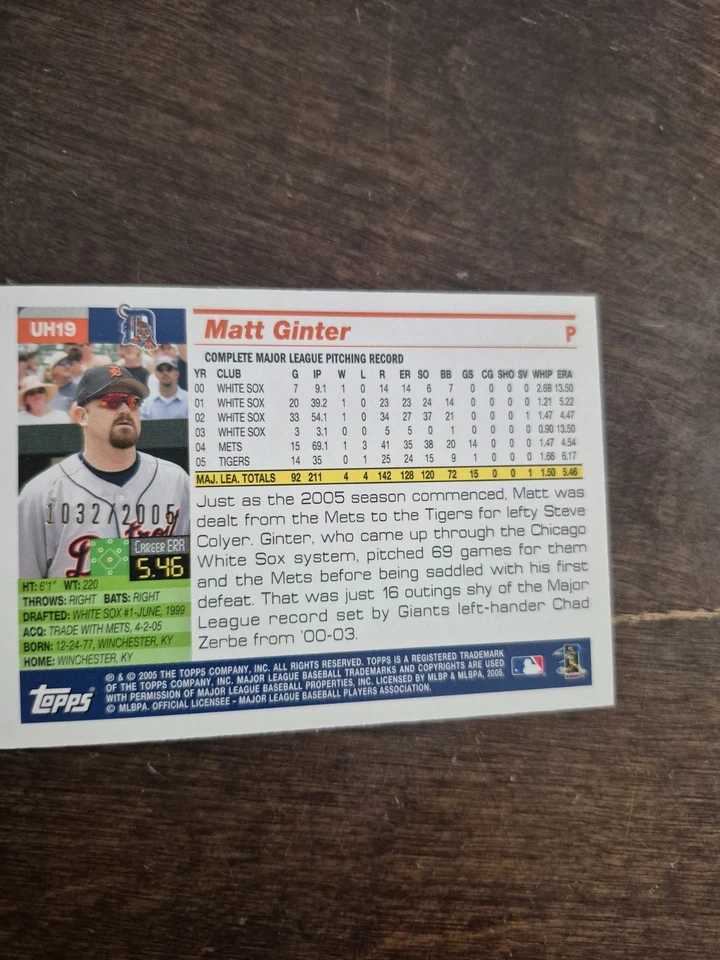 UH19
D
Matt Ginter
P
COMPLETE MAJOR LEAGUE PITCHING RECORD
YR CLUB G IP W L R ER SO BB GS CG SHO SV WHIP ERA
00 WHITE SOX 7 9.1 1 0 14 14 6 7 0 0 0 0 2.68 13.50
01 WHITE SOX 20 39.2 1 0 23 23 24 14 0 0 0 0 1.21 5.22
02 WHITE SOX 33 54.1 1 0 34 27 37 21 0 0 0 1 1.47 4.47
03 WHITE SOX 3 3.1 0 0 5 5 0 1 0 0 0 0 0.90 13.50
04 METS 15 69.1 1 3 41 35 38 20 14 0 0 0 1.47 4.54
05 TIGERS 14 35 0 1 25 24 15 9 1 0 0 0 1.66 6.17
MAJ. LEA. TOTALS 92 211 4 4 142 128 120 72 15 0 0 1 1.50 5.46
1032/2005
CAREER ERA
5.46
HT: 6'1" WT: 220
THROWS: RIGHT BATS: RIGHT
DRAFTED: WHITE SOX #1-JUNE, 1999
ACQ: TRADE WITH METS, 4-2-05
BORN: 12-24-77, WINCHESTER, KY
HOME: WINCHESTER, KY
Just as the 2005 season commenced, Matt was
dealt from the Mets to the Tigers for lefty Steve
Colyer. Ginter, who came up through the Chicago
White Sox system, pitched 69 games for them
and the Mets before being saddled with his first
defeat. That was just 16 outings shy of the Major
League record set by Giants left-hander Chad
Zerbe from '00-03.
Topps
® & © 2005 THE TOPPS COMPANY, INC. ALL RIGHTS RESERVED. TOPPS IS A REGISTERED TRADEMARK
OF THE TOPPS COMPANY, INC. MAJOR LEAGUE BASEBALL TRADEMARKS AND COPYRIGHTS ARE USED
WITH PERMISSION OF MAJOR LEAGUE BASEBALL PROPERTIES, INC. LICENSED BY MLBP & MLBPA, 2005.
© MLBPA. OFFICIAL LICENSEE - MAJOR LEAGUE BASEBALL PLAYERS ASSOCIATION.